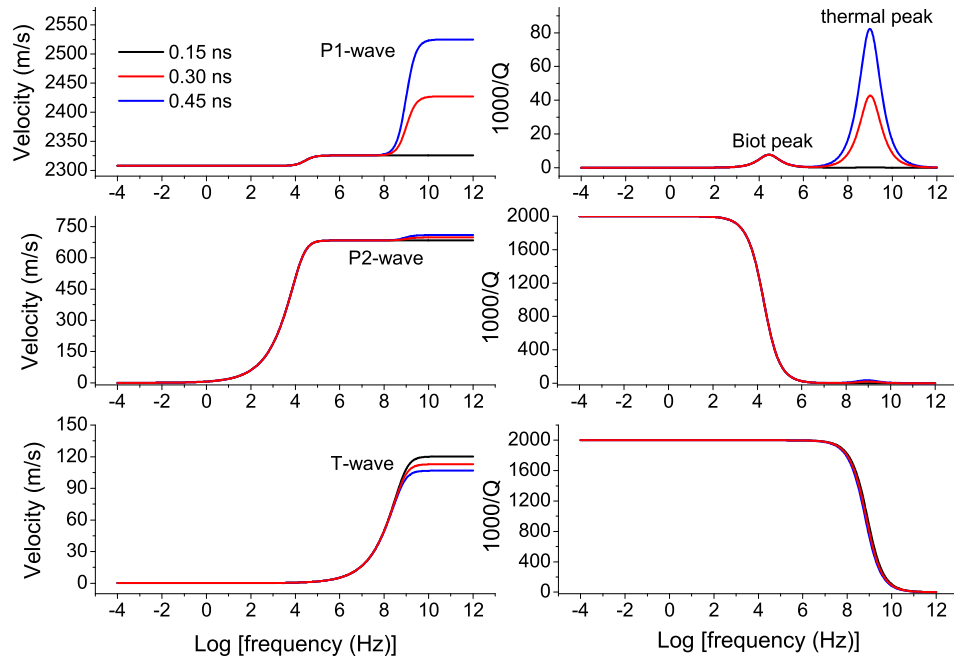 Velocity (m/s)
2550
2500
2450
2400
2350
2300
0.15 ns
0.30 ns
0.45 ns
P1-wave
-4 -2 0 2 4 6 8 10 12
1000/Q
80
60
40
20
0
thermal peak
Biot peak
-4 -2 0 2 4 6 8 10 12
Velocity (m/s)
750
600
450
300
150
0
P2-wave
-4 -2 0 2 4 6 8 10 12
1000/Q
2000
1600
1200
800
400
0
-4 -2 0 2 4 6 8 10 12
Velocity (m/s)
150
120
90
60
30
0
T-wave
-4 -2 0 2 4 6 8 10 12
Log [frequency (Hz)]
1000/Q
2000
1600
1200
800
400
0
-4 -2 0 2 4 6 8 10 12
Log [frequency (Hz)]